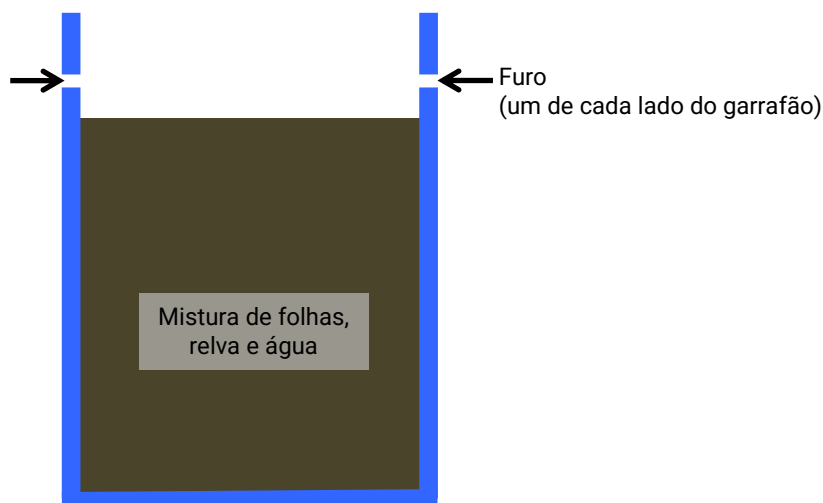 Furo
(um de cada lado do garrafão)
Mistura de folhas,
relva e água